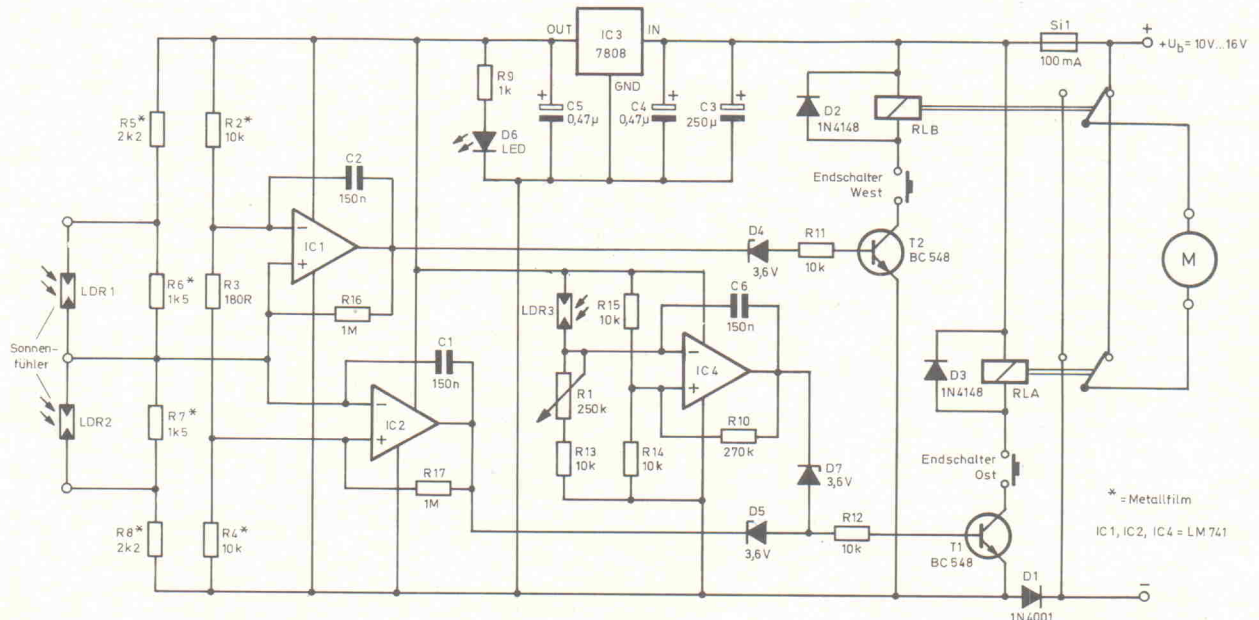 OUT
IC3
7808
IN
GND
Si1
100 mA
+
+Ub = 10V...16V
R9
1k
D6
LED
+
C5
0,47µ
+
C4
0,47µ
+
C3
250µ
D2
1N4148
RLB
R5*
2k2
R2*
10k
C2
150n
Endschalter
West
−
IC1
+
D4
3,6V
R11
10k
T2
BC 548
M
LDR1
R6*
1k5
R3
180R
R16
1M
LDR3
R15
10k
C6
150n
Sonnen-
fühler
C1
150n
−
IC4
+
D3
1N4148
RLA
LDR2
R7*
1k5
−
IC2
+
R1
250k
R10
270k
R13
10k
R14
10k
R17
1M
D7
3,6V
Endschalter
Ost
* = Metallfilm
R8*
2k2
R4*
10k
D5
3,6V
R12
10k
T1
BC 548
IC1, IC2, IC4 = LM 741
D1
1N4001
−